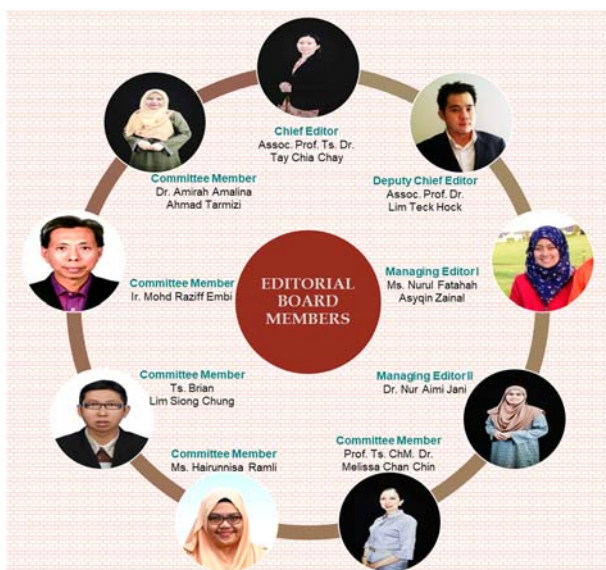 Chief Editor
Assoc. Prof. Ts. Dr.
Tay Chia Chay
Deputy Chief Editor
Assoc. Prof. Dr.
Lim Teck Hock
Managing Editor I
Ms. Nurul Fatahah
Asyqin Zainal
Managing Editor II
Dr. Nur Aimi Jani
Committee Member
Prof. Ts. ChM. Dr.
Melissa Chan Chin
Committee Member
Ms. Hairunnisa Ramli
Committee Member
Ts. Brian
Lim Siong Chung
Committee Member
Ir. Mohd Raziff Embi
Committee Member
Dr. Amirah Amalina
Ahmad Tarmizi
EDITORIAL
BOARD
MEMBERS